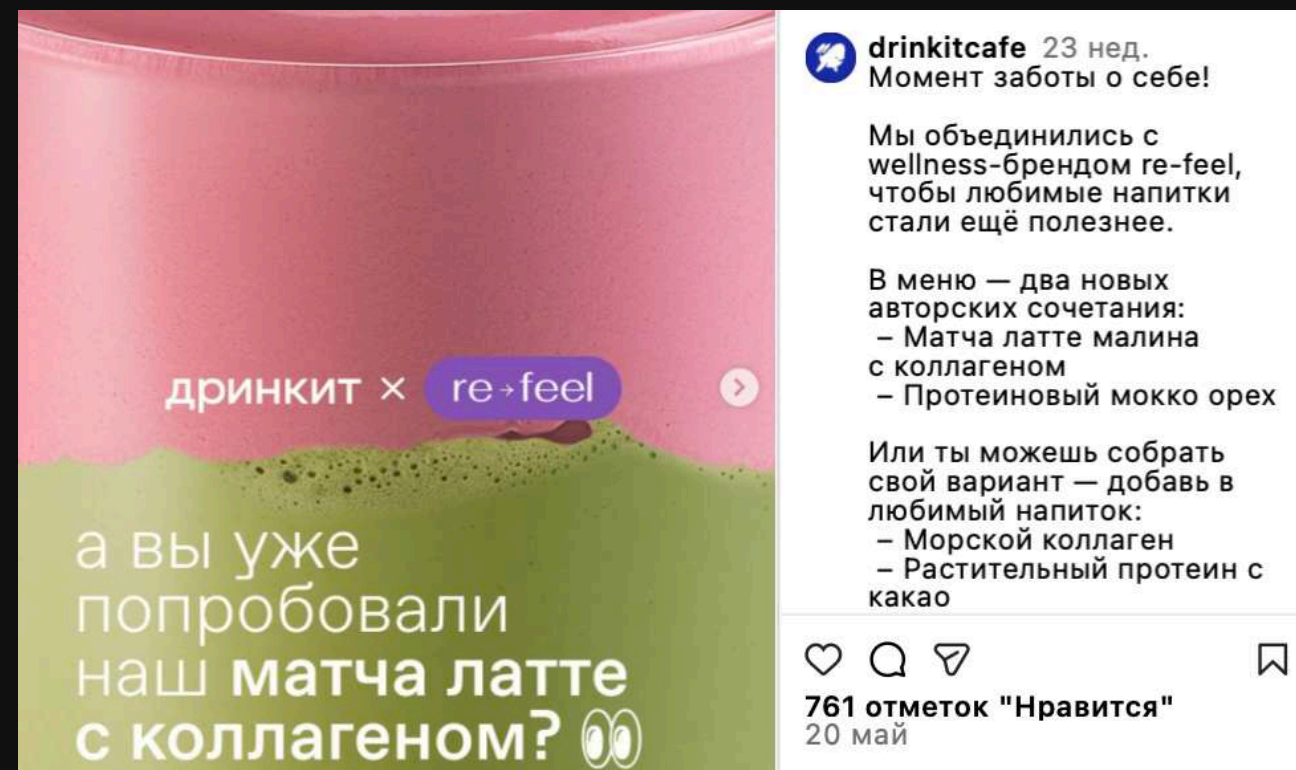 дринкит × re→feel
а вы уже
попробовали
наш матча латте
с коллагеном? 👀
drinkitcafe 23 нед.
Момент заботы о себе!
Мы объединились с
wellness-брендом re-feel,
чтобы любимые напитки
стали ещё полезнее.
В меню — два новых
авторских сочетания:
– Матча латте малина
с коллагеном
– Протеиновый мокко орех
Или ты можешь собрать
свой вариант — добавь в
любимый напиток:
– Морской коллаген
– Растительный протеин с
какао
761 отметок "Нравится"
20 май